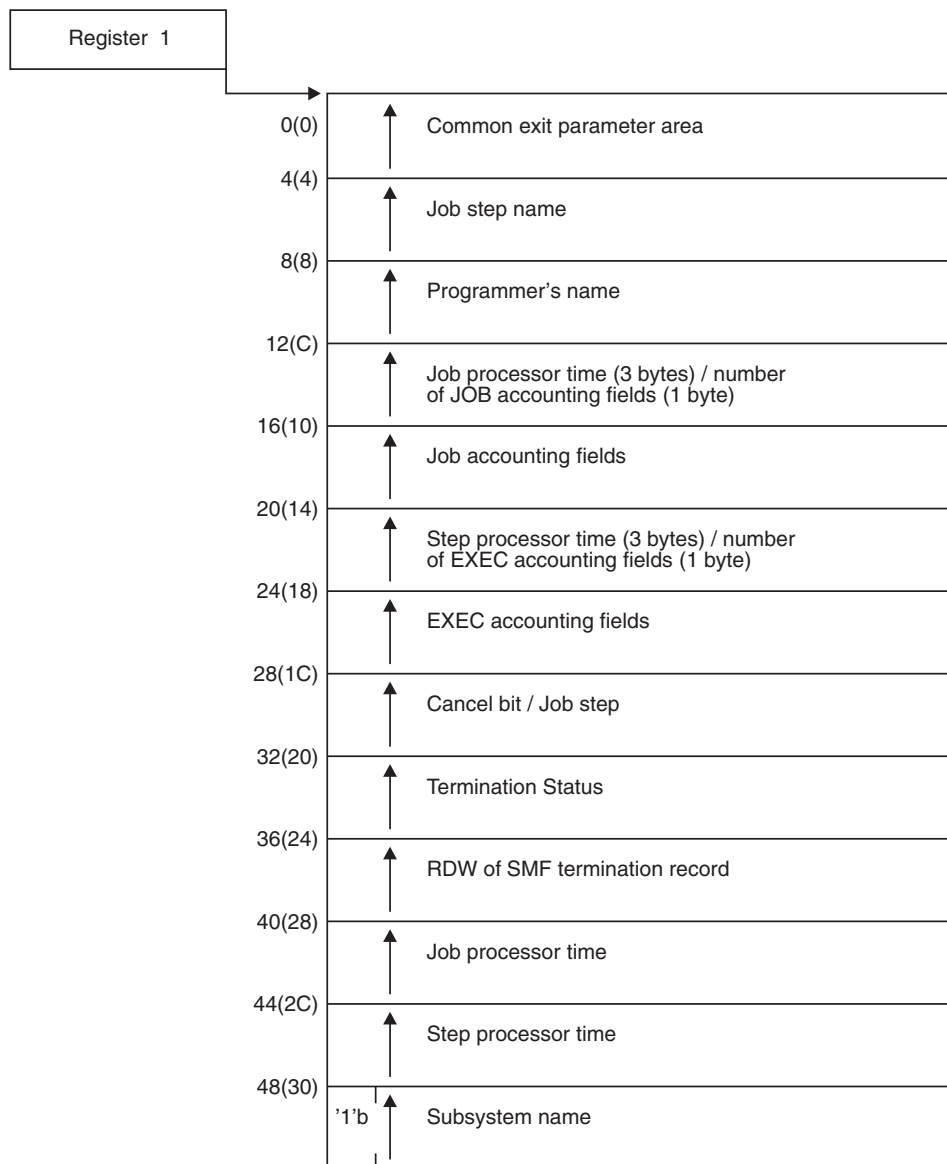 Register 1
0(0)
Common exit parameter area
4(4)
Job step name
8(8)
Programmer's name
12(C)
Job processor time (3 bytes) / number
of JOB accounting fields (1 byte)
16(10)
Job accounting fields
20(14)
Step processor time (3 bytes) / number
of EXEC accounting fields (1 byte)
24(18)
EXEC accounting fields
28(1C)
Cancel bit / Job step
32(20)
Termination Status
36(24)
RDW of SMF termination record
40(28)
Job processor time
44(2C)
Step processor time
48(30)
'1'b
Subsystem name